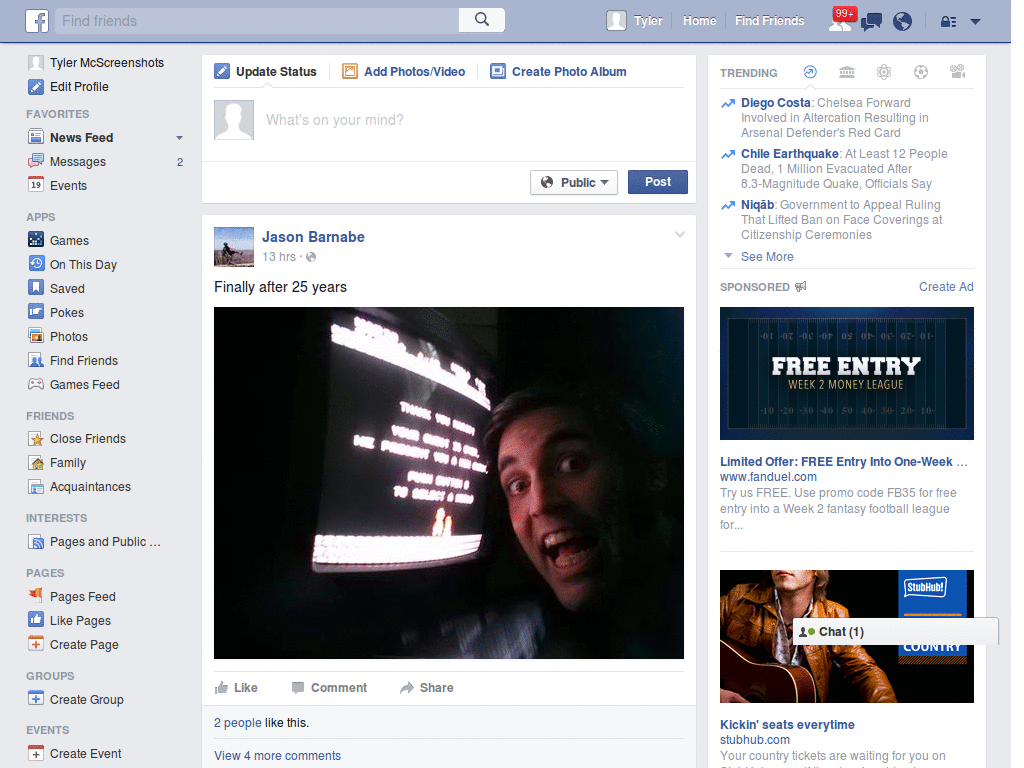 Find friends
Tyler
Home
Find Friends
99+
Tyler McScreenshots
Edit Profile
FAVORITES
News Feed
Messages 2
19 Events
APPS
Games
On This Day
Saved
Pokes
Photos
Find Friends
Games Feed
FRIENDS
Close Friends
Family
Acquaintances
INTERESTS
Pages and Public ...
PAGES
Pages Feed
Like Pages
Create Page
GROUPS
Create Group
EVENTS
Create Event
Update Status
Add Photos/Video
Create Photo Album
What's on your mind?
Public
Post
Jason Barnabe
13 hrs ·
Finally after 25 years
THANK YOU MARIO
YOUR QUEST IS OVER.
WE PRESENT YOU A NEW QUEST.
PUSH BUTTON B
TO SELECT A WORLD
Like
Comment
Share
2 people like this.
View 4 more comments
TRENDING
Diego Costa: Chelsea Forward
Involved in Altercation Resulting in
Arsenal Defender's Red Card
Chile Earthquake: At Least 12 People
Dead, 1 Million Evacuated After
8.3-Magnitude Quake, Officials Say
Niqāb: Government to Appeal Ruling
That Lifted Ban on Face Coverings at
Citizenship Ceremonies
See More
SPONSORED
Create Ad
FREE ENTRY
WEEK 2 MONEY LEAGUE
Limited Offer: FREE Entry Into One-Week ...
www.fanduel.com
Try us FREE. Use promo code FB35 for free
entry into a Week 2 fantasy football league
for...
StubHub!
Chat (1)
COUNTRY
Kickin' seats everytime
stubhub.com
Your country tickets are waiting for you on